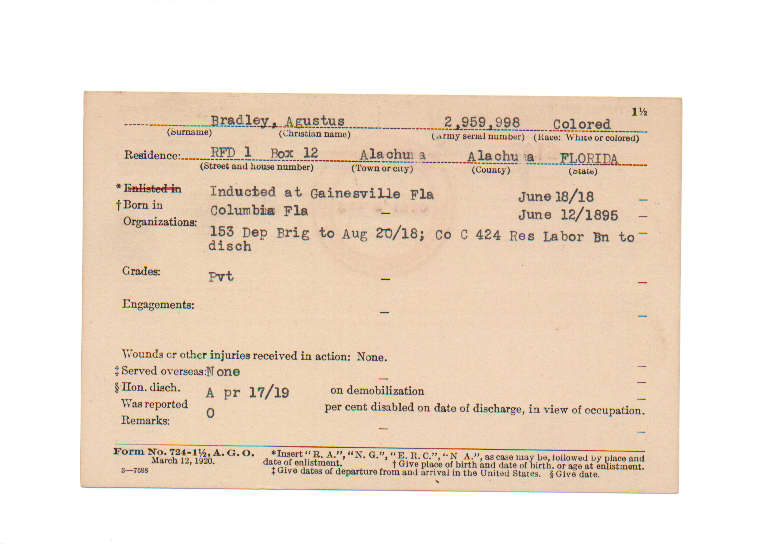 1½
Bradley, Agustus 2,959,998 Colored
(Surname) (Christian name) (Army serial number) (Race: White or colored)
Residence: RFD 1 Box 12 Alachua Alachua FLORIDA
(Street and house number) (Town or city) (County) (State)
* Enlisted in Inducted at Gainesville Fla June 18/18 –
† Born in Columbia Fla – June 12/1895 –
Organizations: 153 Dep Brig to Aug 20/18; Co C 424 Res Labor Bn to –
disch
Grades: Pvt – –
Engagements: – –
Wounds or other injuries received in action: None.
‡ Served overseas: None – –
§ Hon. disch. A pr 17/19 on demobilization –
Was reported 0 per cent disabled on date of discharge, in view of occupation.
Remarks: – –
Form No. 724-1½, A. G. O. *Insert "R. A.", "N. G.", "E. R. C.", "N A.", as case may be, followed by place and
March 12, 1920. date of enlistment. † Give place of birth and date of birth, or age at enlistment.
3—7688 ‡ Give dates of departure from and arrival in the United States. § Give date.